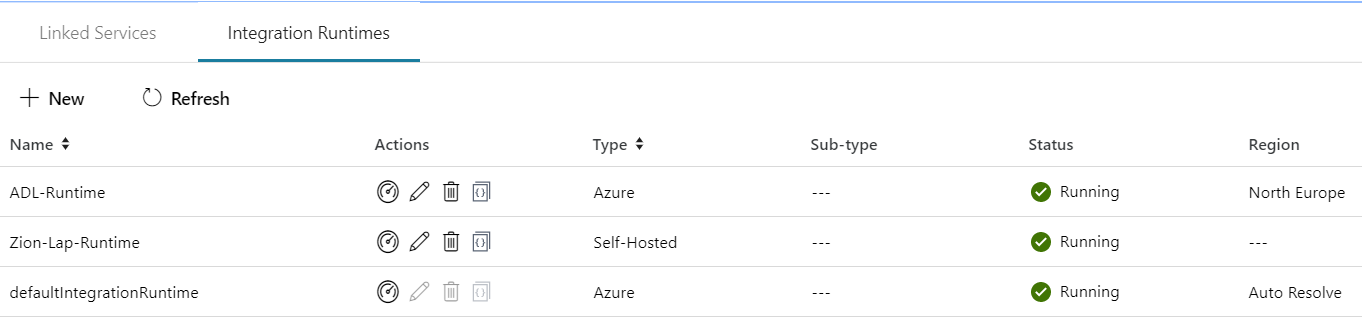 Linked Services Integration Runtimes
New Refresh
Name Actions Type Sub-type Status Region
ADL-Runtime Azure --- Running North Europe
Zion-Lap-Runtime Self-Hosted --- Running ---
defaultIntegrationRuntime Azure --- Running Auto Resolve